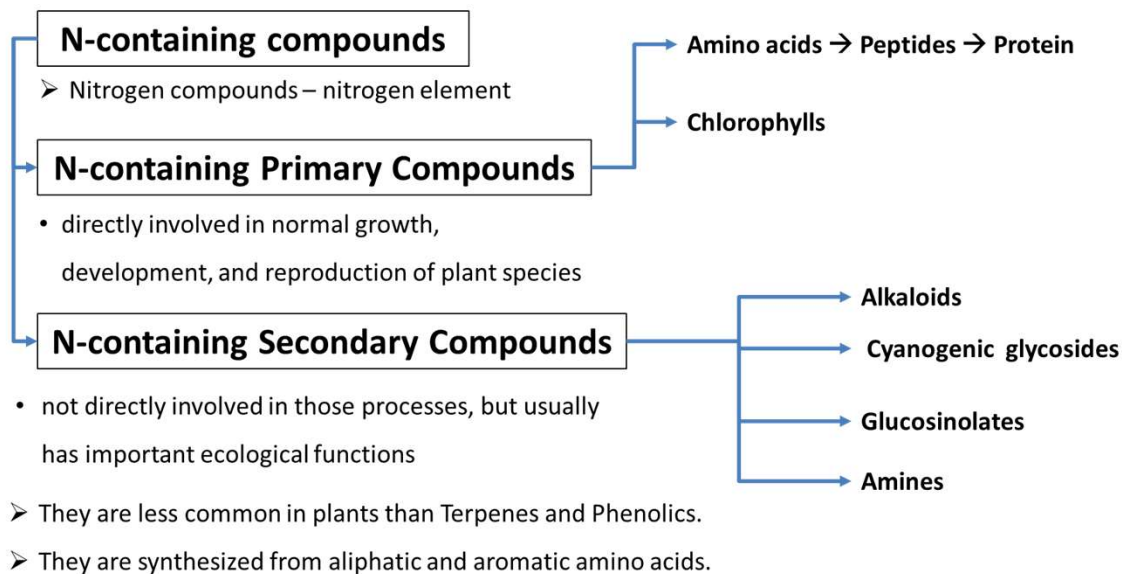 N-containing compounds
➢ Nitrogen compounds – nitrogen element
N-containing Primary Compounds
• directly involved in normal growth,
development, and reproduction of plant species
Amino acids → Peptides → Protein
Chlorophylls
N-containing Secondary Compounds
• not directly involved in those processes, but usually
has important ecological functions
Alkaloids
Cyanogenic glycosides
Glucosinolates
Amines
➢ They are less common in plants than Terpenes and Phenolics.
➢ They are synthesized from aliphatic and aromatic amino acids.